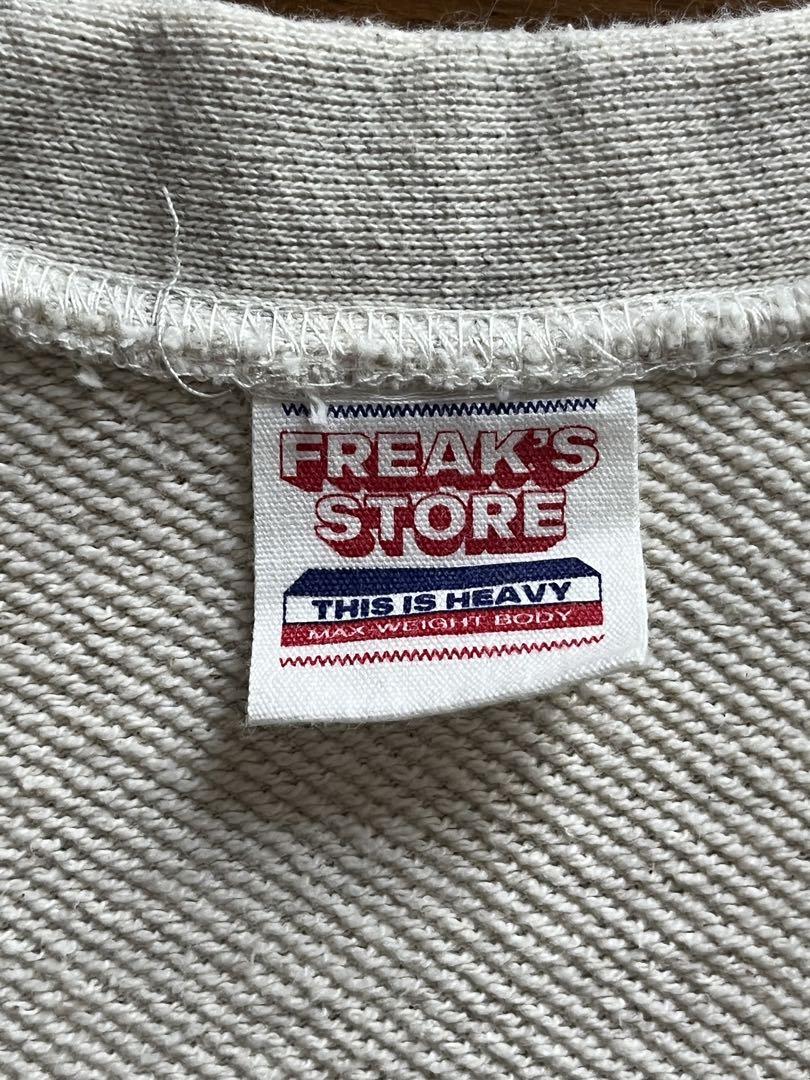 FREAK'S
STORE
THIS IS HEAVY
MAX WEIGHT BODY